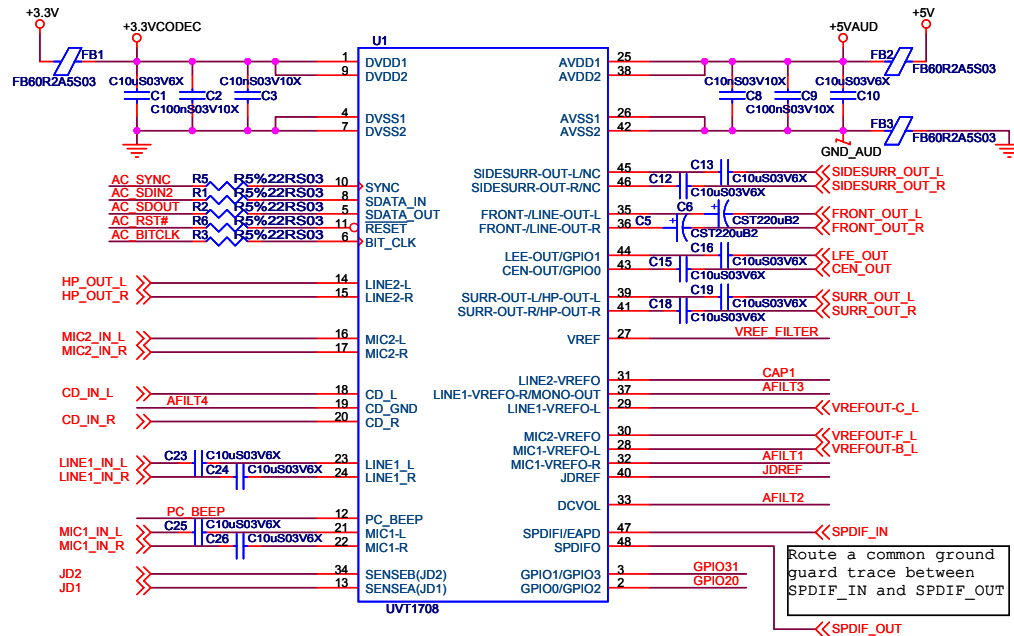 +3.3V
+3.3VCODEC
FB1
FB60R2A5S03
C10uS03V6X
C1
C10nS03V10X
C2
C100nS03V10X
C3
U1
1 DVDD1
9 DVDD2
4 DVSS1
7 DVSS2
AC_SYNC R5 R5%22RS03 10 SYNC
AC_SDIN2 R1 R5%22RS03 8 SDATA_IN
AC_SDOUT R2 R5%22RS03 5 SDATA_OUT
AC_RST# R6 R5%22RS03 11 RESET
AC_BITCLK R3 R5%22RS03 6 BIT_CLK
HP_OUT_L 14 LINE2-L
HP_OUT_R 15 LINE2-R
MIC2_IN_L 16 MIC2-L
MIC2_IN_R 17 MIC2-R
CD_IN_L 18 CD_L
AFILT4 19 CD_GND
CD_IN_R 20 CD_R
LINE1_IN_L C23 C10uS03V6X 23 LINE1_L
LINE1_IN_R C24 C10uS03V6X 24 LINE1_R
PC_BEEP 12 PC_BEEP
MIC1_IN_L C25 C10uS03V6X 21 MIC1-L
MIC1_IN_R C26 C10uS03V6X 22 MIC1-R
JD2 34 SENSEB(JD2)
JD1 13 SENSEA(JD1)
UVT1708
+5VAUD
+5V
FB2
FB60R2A5S03
C10nS03V10X
C8
C10uS03V6X
C9
C100nS03V10X
C10
FB3
FB60R2A5S03
GND_AUD
AVDD1 25
AVDD2 38
AVSS1 26
AVSS2 42
SIDESURR-OUT-L/NC 45 C13 C10uS03V6X SIDESURR_OUT_L
SIDESURR-OUT-R/NC 46 C12 SIDESURR_OUT_R
FRONT-/LINE-OUT-L 35 C6 + CST220uB2 FRONT_OUT_L
FRONT-/LINE-OUT-R 36 C5 + CST220uB2 FRONT_OUT_R
LEE-OUT/GPIO1 44 C16 C10uS03V6X LFE_OUT
CEN-OUT/GPIO0 43 C15 C10uS03V6X CEN_OUT
SURR-OUT-L/HP-OUT-L 39 C19 C10uS03V6X SURR_OUT_L
SURR-OUT-R/HP-OUT-R 41 C18 C10uS03V6X SURR_OUT_R
VREF 27 VREF_FILTER
LINE2-VREFO 31 CAP1
LINE1-VREFO-R/MONO-OUT 37 AFILT3
LINE1-VREFO-L 29 VREFOUT-C_L
MIC2-VREFO 30 VREFOUT-F_L
MIC1-VREFO-L 28 VREFOUT-B_L
MIC1-VREFO-R 32 AFILT1
JDREF 40 JDREF
DCVOL 33 AFILT2
SPDIFI/EAPD 47 SPDIF_IN
SPDIFO 48
GPIO1/GPIO3 3 GPIO31
GPIO0/GPIO2 2 GPIO20
Route a common ground
guard trace between
SPDIF_IN and SPDIF_OUT
SPDIF_OUT